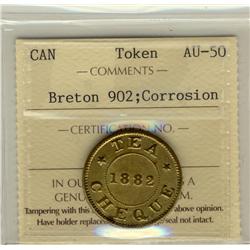 CAN Token AU-50
— COMMENTS —
Breton 902;Corrosion
— CERTIFICATION NO. —
TEA
1882
CHEQUE
IN OU
GENU
Tampering with this above opinion.
Have holder replace seal not intact.